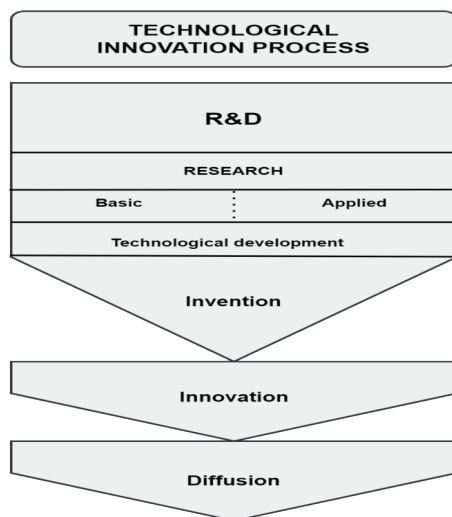 TECHNOLOGICAL
INNOVATION PROCESS
R&D
RESEARCH
Basic Applied
Technological development
Invention
Innovation
Diffusion